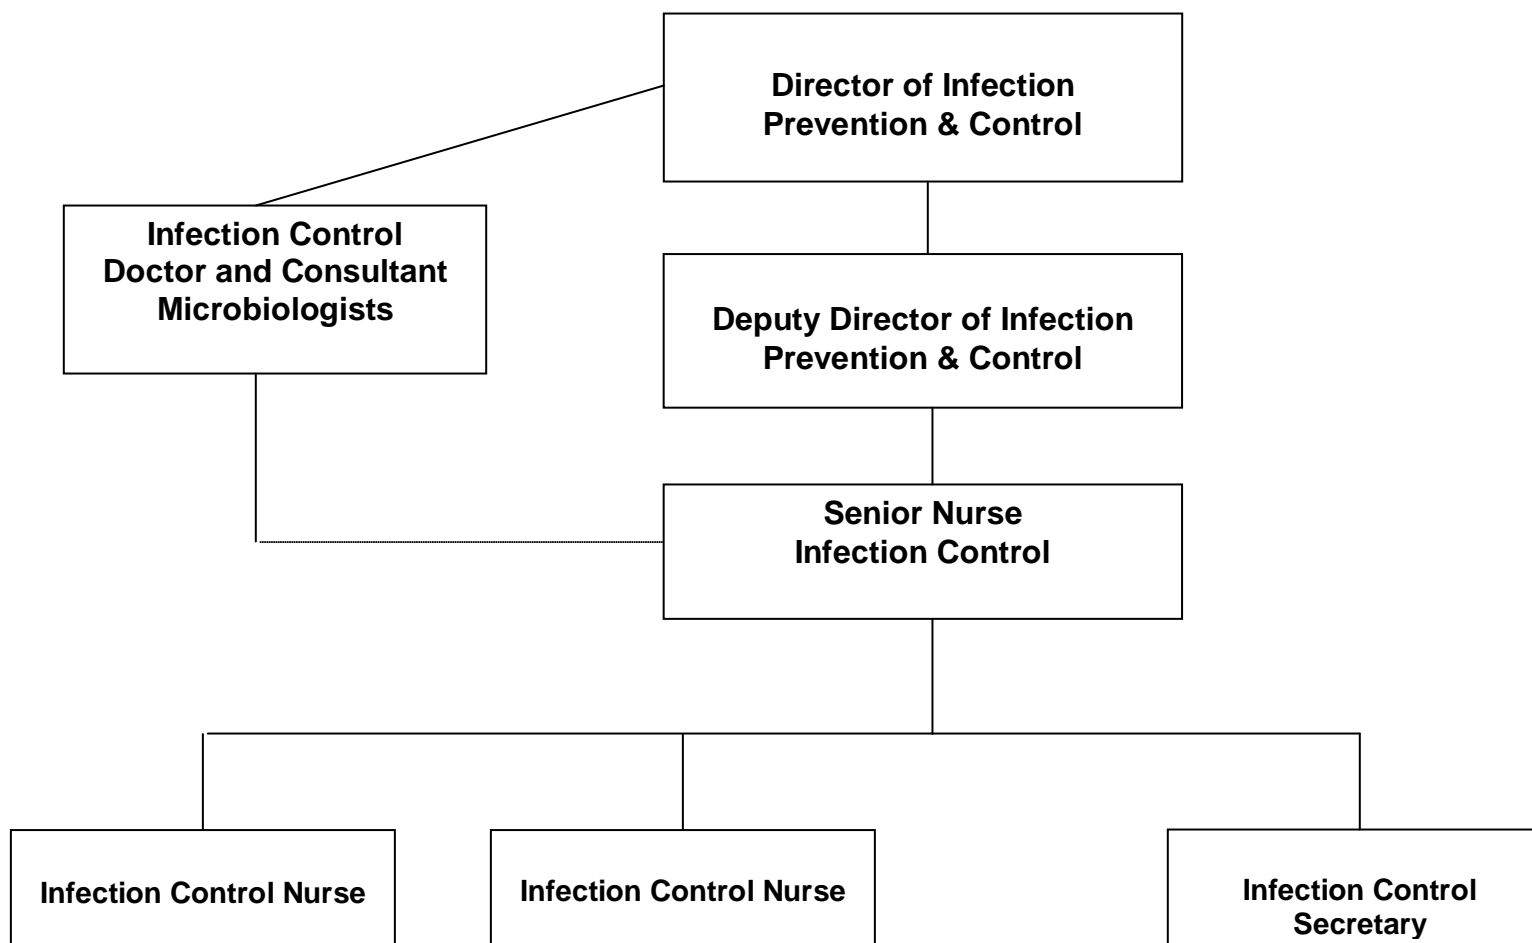 Director of Infection
Prevention & Control
Infection Control
Doctor and Consultant
Microbiologists
Deputy Director of Infection
Prevention & Control
Senior Nurse
Infection Control
Infection Control Nurse
Infection Control Nurse
Infection Control
Secretary